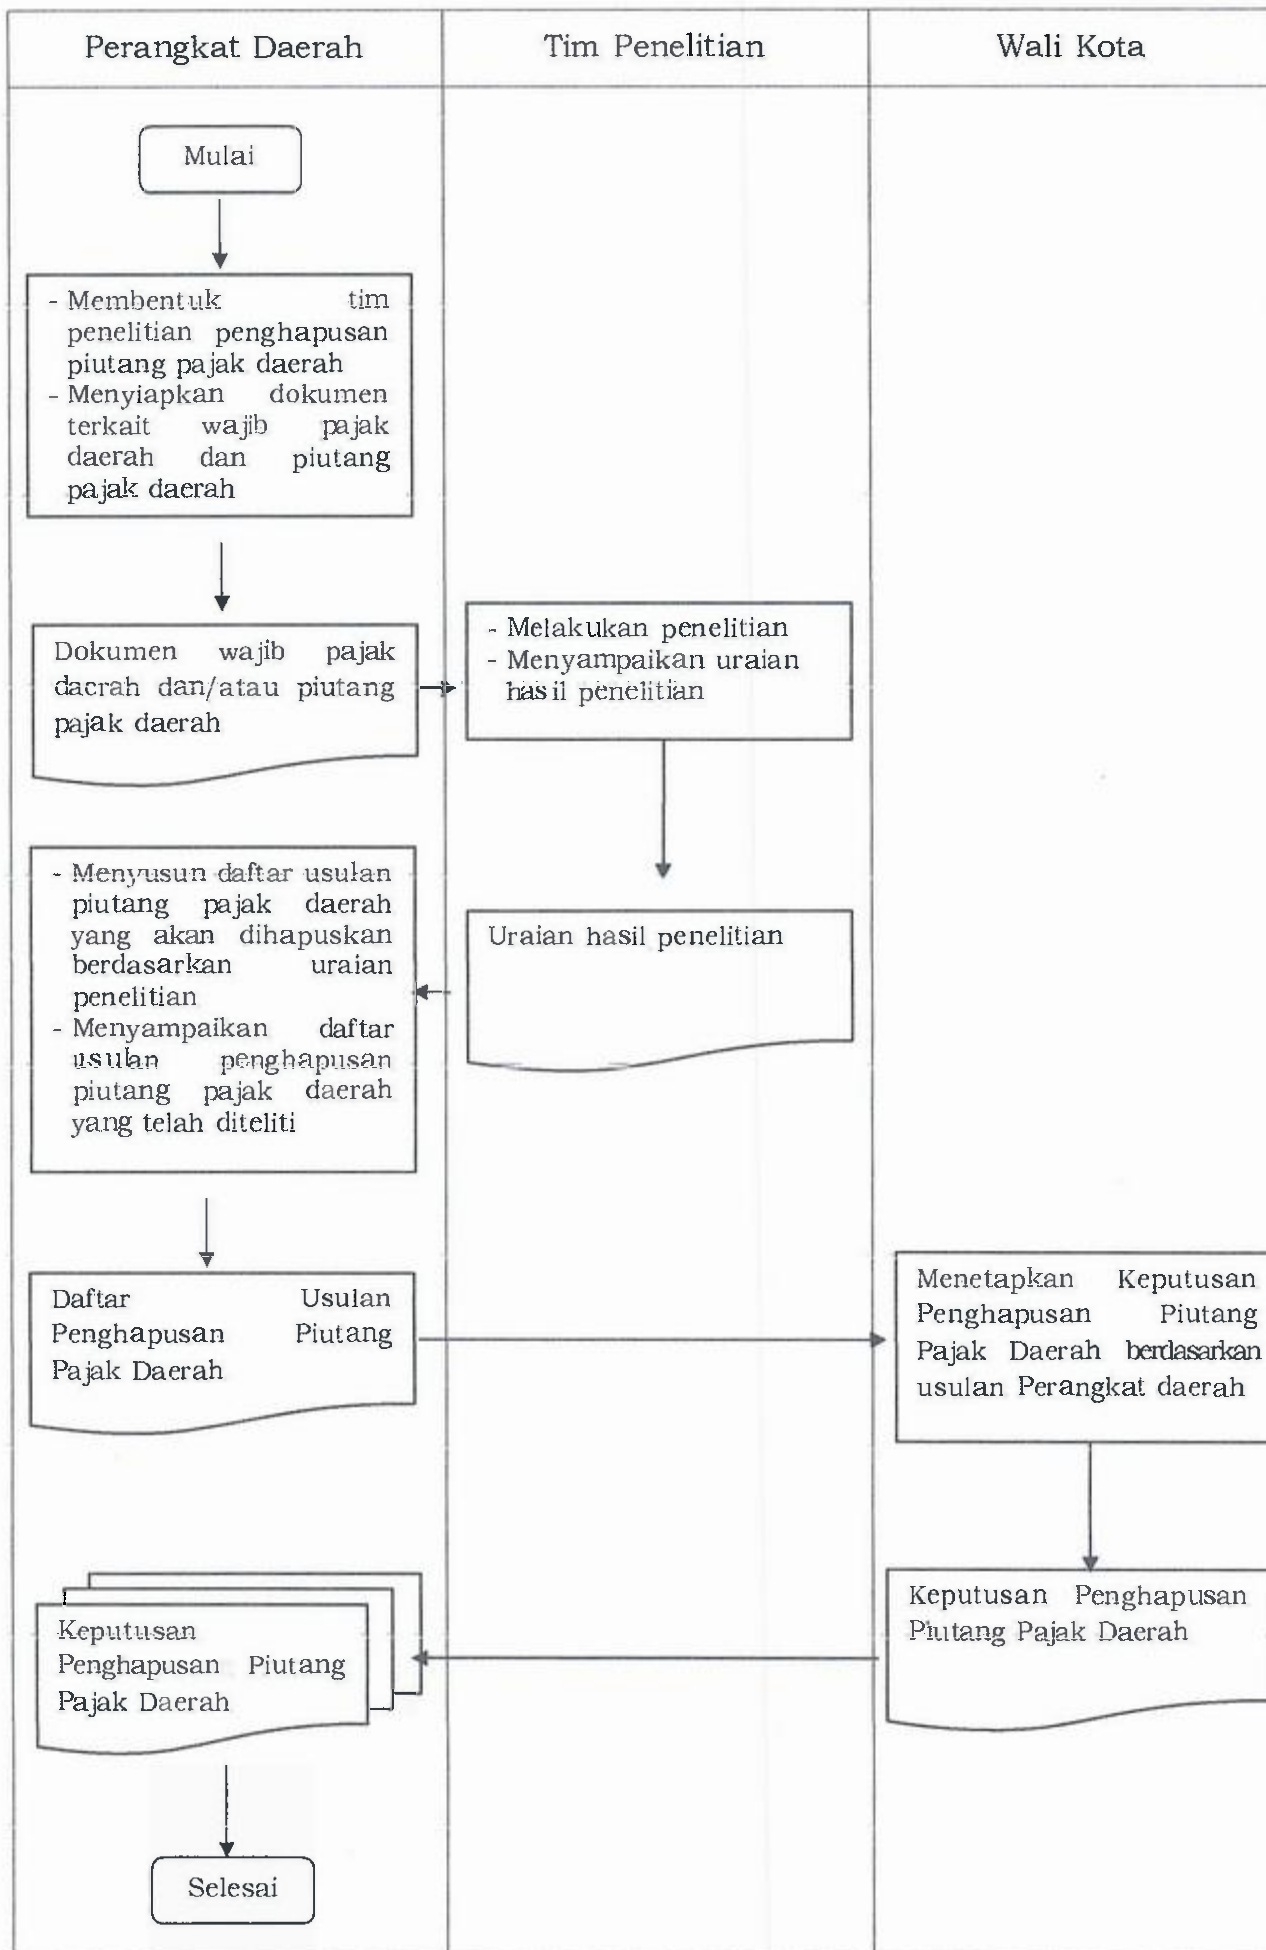 Perangkat Daerah
Tim Penelitian
Wali Kota
Mulai
- Membentuk tim
penelitian penghapusan
piutang pajak daerah
- Menyiapkan dokumen
terkait wajib pajak
daerah dan piutang
pajak daerah
Dokumen wajib pajak
daerah dan/atau piutang
pajak daerah
- Melakukan penelitian
- Menyampaikan uraian
hasil penelitian
Uraian hasil penelitian
- Menyusun daftar usulan
piutang pajak daerah
yang akan dihapuskan
berdasarkan uraian
penelitian
- Menyampaikan daftar
usulan penghapusan
piutang pajak daerah
yang telah diteliti
Daftar Usulan
Penghapusan Piutang
Pajak Daerah
Menetapkan Keputusan
Penghapusan Piutang
Pajak Daerah berdasarkan
usulan Perangkat daerah
Keputusan Penghapusan
Piutang Pajak Daerah
Keputusan
Penghapusan Piutang
Pajak Daerah
Selesai